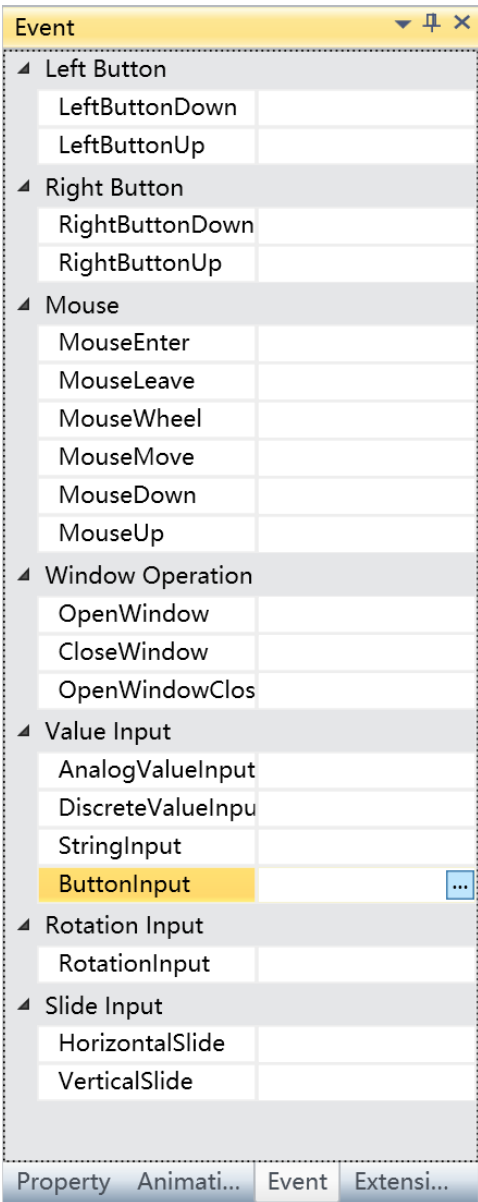 Event
Left Button
LeftButtonDown
LeftButtonUp
Right Button
RightButtonDown
RightButtonUp
Mouse
MouseEnter
MouseLeave
MouseWheel
MouseMove
MouseDown
MouseUp
Window Operation
OpenWindow
CloseWindow
OpenWindowClos
Value Input
AnalogValueInput
DiscreteValueInpu
StringInput
ButtonInput ...
Rotation Input
RotationInput
Slide Input
HorizontalSlide
VerticalSlide
Property Animati... Event Extensi...